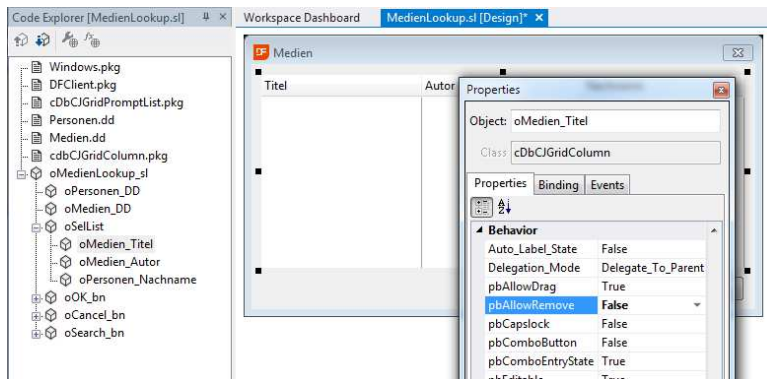 Code Explorer [MedienLookup.sl]
Windows.pkg
DFClient.pkg
cDbCJGridPromptList.pkg
Personen.dd
Medien.dd
cdbCJGridColumn.pkg
oMedienLookup_sl
oPersonen_DD
oMedien_DD
oSelList
oMedien_Titel
oMedien_Autor
oPersonen_Nachname
oOK_bn
oCancel_bn
oSearch_bn
Workspace Dashboard MedienLookup.sl [Design]*
Medien
Titel Autor
Properties
Object: oMedien_Titel
Class cDbCJGridColumn
Properties Binding Events
Behavior
Auto_Label_State False
Delegation_Mode Delegate_To_Parent
pbAllowDrag True
pbAllowRemove False
pbCapslock False
pbComboButton False
pbComboEntryState True